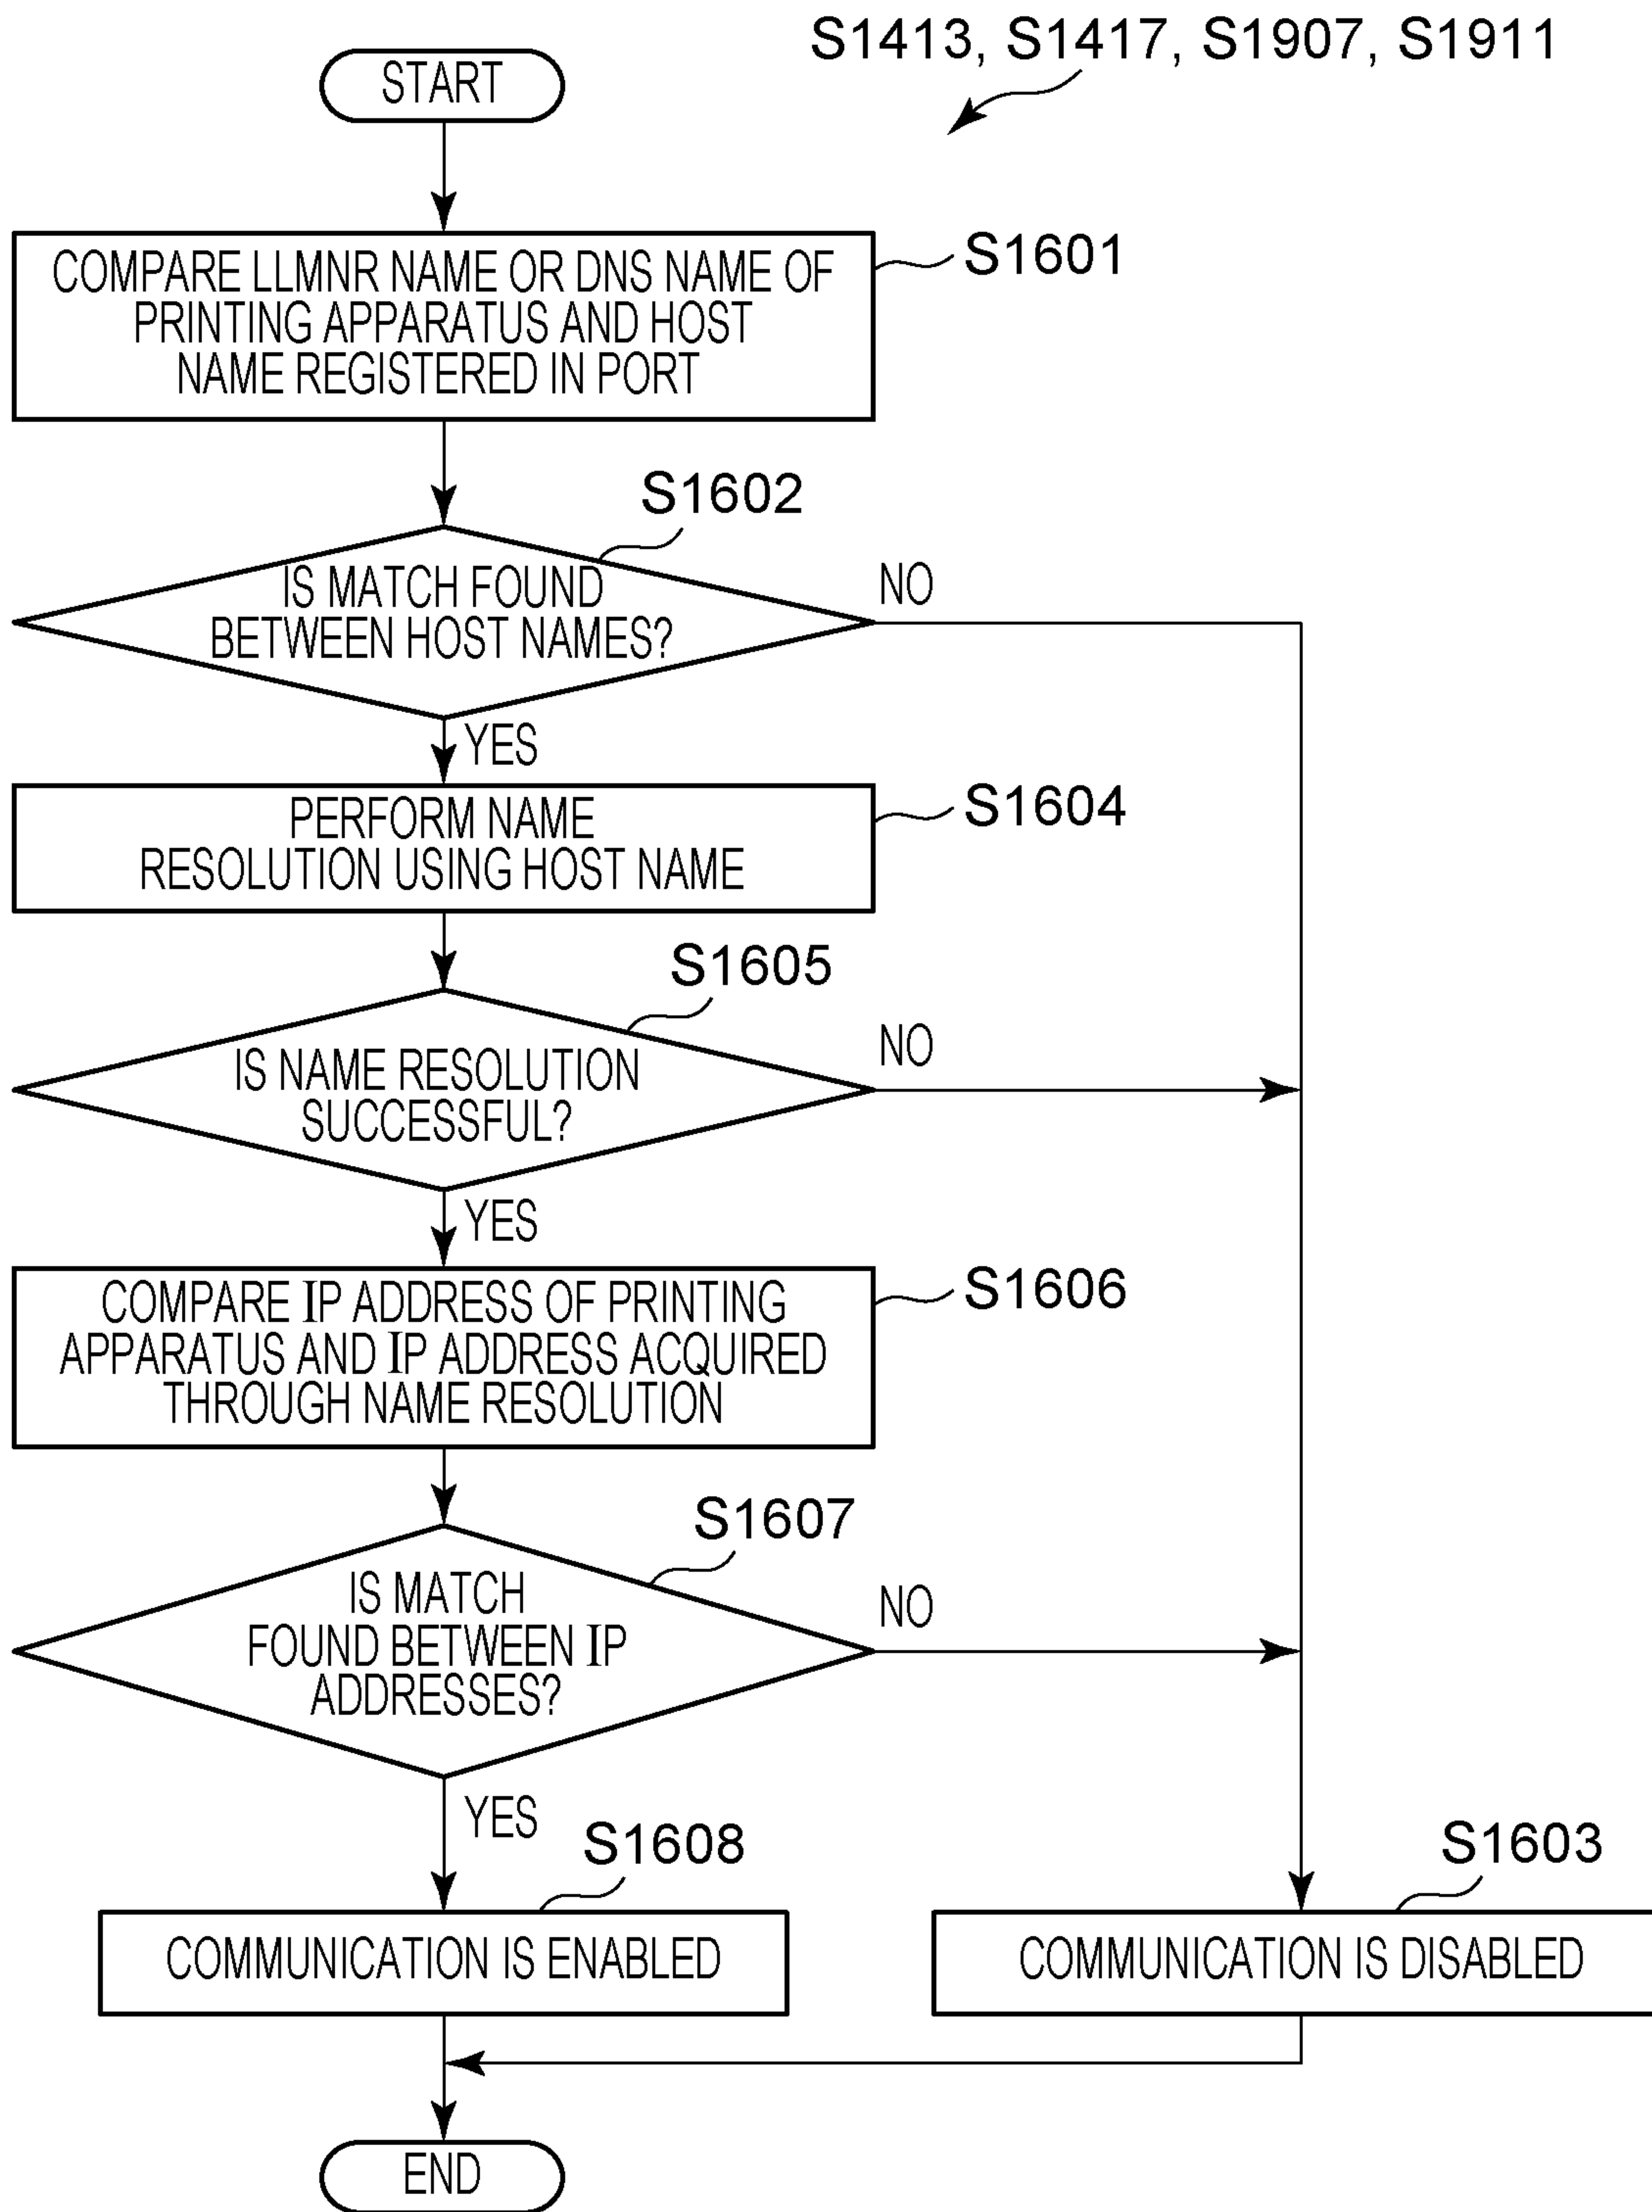 S1413, S1417, S1907, S1911
START
COMPARE LLMNR NAME OR DNS NAME OF
PRINTING APPARATUS AND HOST
NAME REGISTERED IN PORT
S1601
S1602
IS MATCH FOUND
BETWEEN HOST NAMES?
NO
YES
PERFORM NAME
RESOLUTION USING HOST NAME
S1604
S1605
IS NAME RESOLUTION
SUCCESSFUL?
NO
YES
COMPARE IP ADDRESS OF PRINTING
APPARATUS AND IP ADDRESS ACQUIRED
THROUGH NAME RESOLUTION
S1606
S1607
IS MATCH
FOUND BETWEEN IP
ADDRESSES?
NO
YES
S1608
COMMUNICATION IS ENABLED
S1603
COMMUNICATION IS DISABLED
END